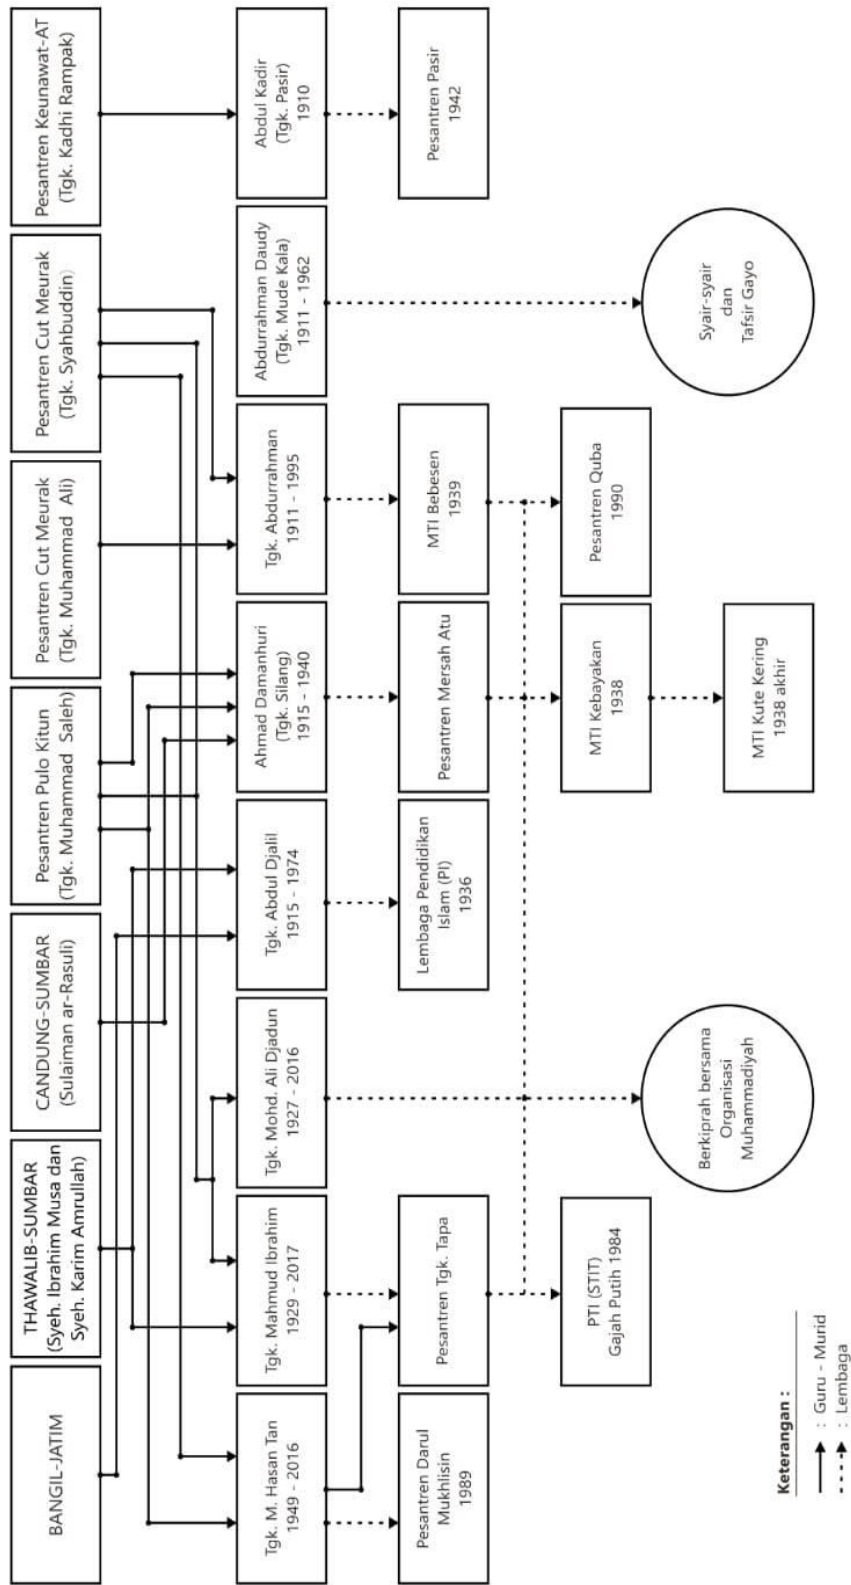 BANGIL-JATIM
THAWALIB-SUMBAR
(Syeh. Ibrahim Musa dan
Syeh. Karim Amrullah)
CANDUNG-SUMBAR
(Sulaiman ar-Rasuli)
Pesantren Pulo Kitun
(Tgk. Muhammad Saleh)
Pesantren Cut Meurak
(Tgk. Muhammad Ali)
Pesantren Cut Meurak
(Tgk. Syahbuddin)
Pesantren Keunawat-AT
(Tgk. Kadhi Rampak)
Tgk. M. Hasan Tan
1949 - 2016
Tgk. Mahmud Ibrahim
1929 - 2017
Tgk. Mohd. Ali Djadun
1927 - 2016
Tgk. Abdul Djalil
1915 - 1974
Ahmad Damanhuri
(Tgk. Silang)
1915 - 1940
Tgk. Abdurrahman
1911 - 1995
Abdurrahman Daudy
(Tgk. Mude Kala)
1911 - 1962
Abdul Kadir
(Tgk. Pasir)
1910
Pesantren Darul
Mukhlisin
1989
Pesantren Tgk. Tapa
Lembaga Pendidikan
Islam (PI)
1936
Pesantren Mersah Atu
MTI Bebesen
1939
Pesantren Pasir
1942
PTI (STIT)
Gajah Putih 1984
Berkiprah bersama
Organisasi
Muhammadiyah
MTI Kebayakan
1938
Pesantren Quba
1990
Syair-syair
dan
Tafsir Gayo
MTI Kute Kering
1938 akhir
Keterangan :
: Guru - Murid
: Lembaga